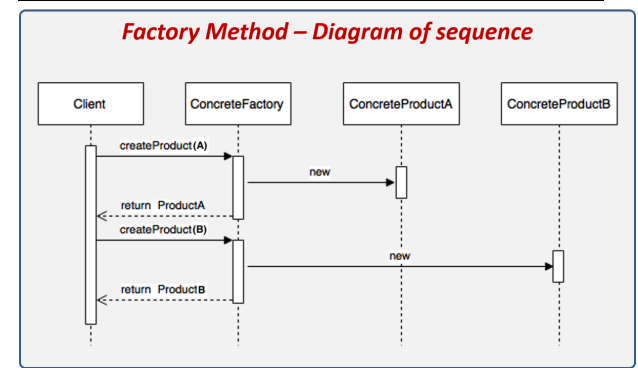 Factory Method – Diagram of sequence
Client
ConcreteFactory
ConcreteProductA
ConcreteProductB
createProduct(A)
new
return ProductA
createProduct(B)
new
return ProductB